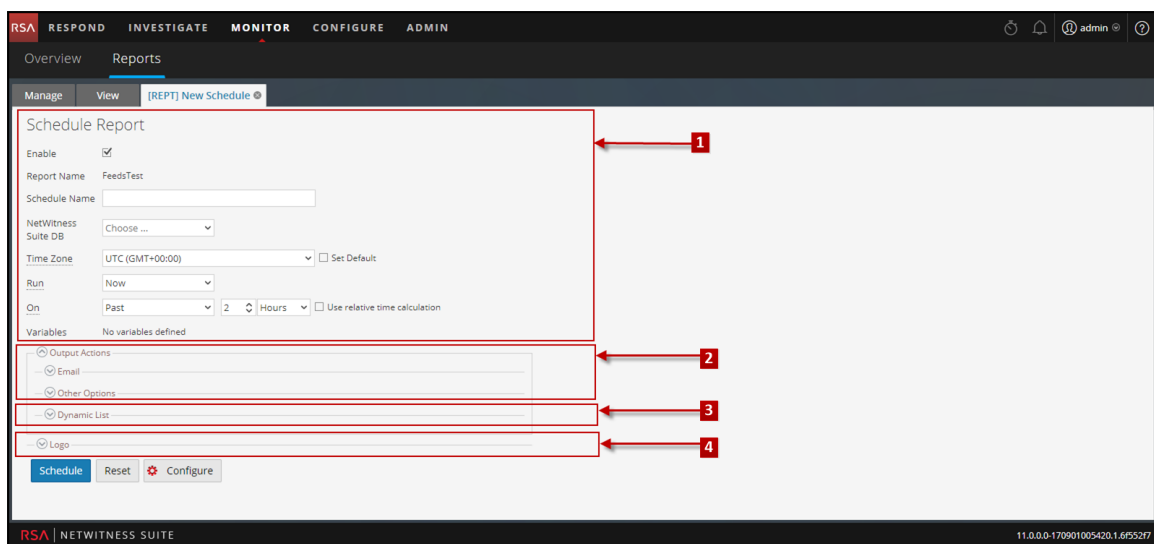 RSA RESPOND INVESTIGATE MONITOR CONFIGURE ADMIN admin ?
Overview Reports
Manage View [REPT] New Schedule
Schedule Report
1
Enable
Report Name FeedsTest
Schedule Name
NetWitness
Suite DB
Choose ...
Time Zone UTC (GMT+00:00) Set Default
Run Now
On Past 2 Hours Use relative time calculation
Variables No variables defined
Output Actions
2
Email
Other Options
Dynamic List
3
Logo
4
Schedule Reset Configure
RSA NETWITNESS SUITE 11.0.0.0-170901005420.1.6f552f7